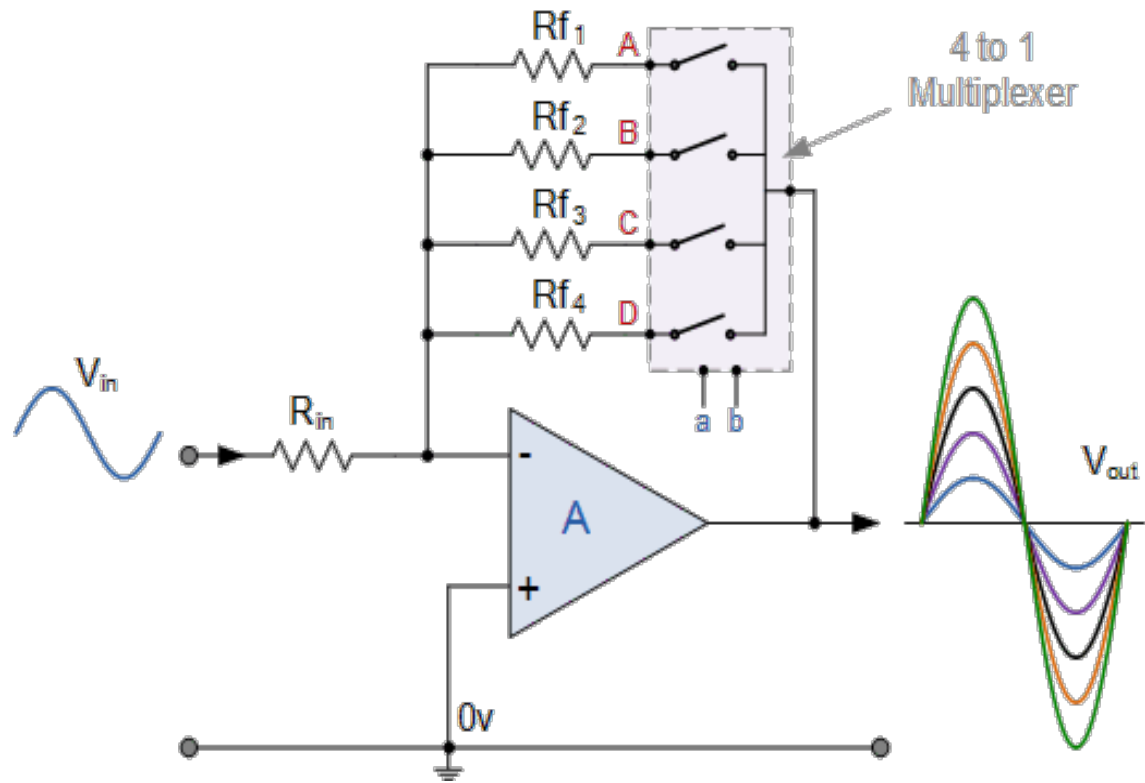 Rf₁
A
4 to 1
Multiplexer
Rf₂
B
Rf₃
C
Rf₄
D
Vin
Rin
a b
-
A
+
Vout
0v